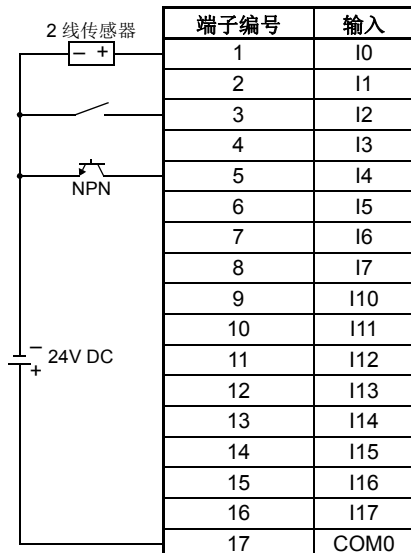 2 线传感器
– +
NPN
–
24V DC
+
端子编号 输入
1 I0
2 I1
3 I2
4 I3
5 I4
6 I5
7 I6
8 I7
9 I10
10 I11
11 I12
12 I13
13 I14
14 I15
15 I16
16 I17
17 COM0